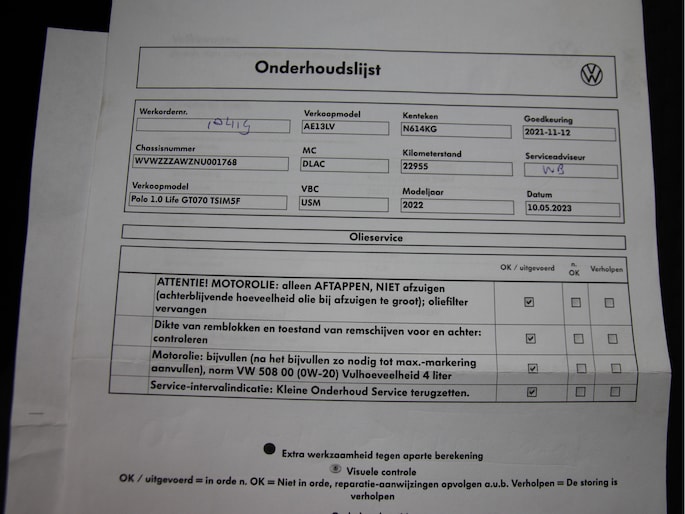 Onderhoudslijst
Werkordernr. Verkoopmodel Kenteken Goedkeuring
AE13LV N614KG 2021-11-12
Chassisnummer MC Kilometerstand Serviceadviseur
WVWZZZAWZNU001768 DLAC 22955 WB
Verkoopmodel VBC Modeljaar Datum
Polo 1.0 Life GT070 TSIM5F USM 2022 10.05.2023
Olieservice
OK / uitgevoerd n. OK Verholpen
ATTENTIE! MOTOROLIE: alleen AFTAPPEN, NIET afzuigen
(achterblijvende hoeveelheid olie bij afzuigen te groot); oliefilter
vervangen
Dikte van remblokken en toestand van remschijven voor en achter:
controleren
Motorolie: bijvullen (na het bijvullen zo nodig tot max.-markering
aanvullen), norm VW 508 00 (0W-20) Vulhoeveelheid 4 liter
Service-intervalindicatie: Kleine Onderhoud Service terugzetten.
Extra werkzaamheid tegen aparte berekening
Visuele controle
OK / uitgevoerd = in orde n. OK = Niet in orde, reparatie-aanwijzingen opvolgen a.u.b. Verholpen = De storing is
verholpen